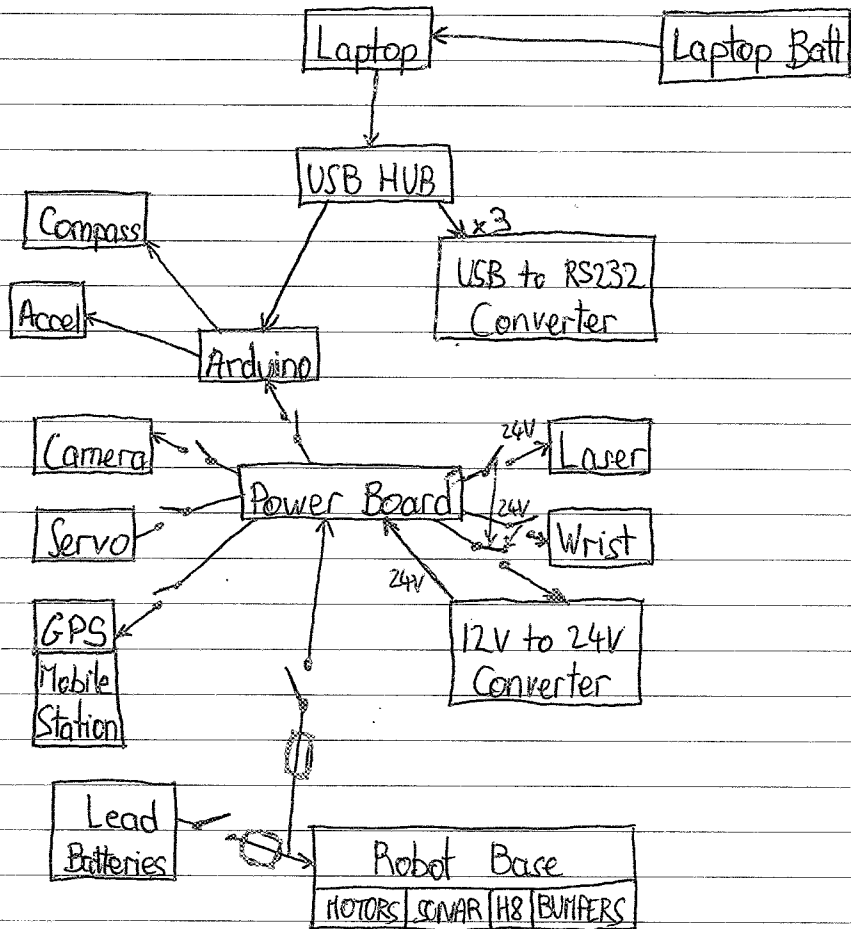 Laptop
Laptop Batt
USB HUB
x3
Compass
USB to RS232
Converter
Accel
Arduino
Camera
24V
Laser
Power Board
24V
Servo
Wrist
24V
GPS
Mobile
Station
12V to 24V
Converter
Lead
Batteries
Robot Base
MOTORS SONAR H8 BUMPERS